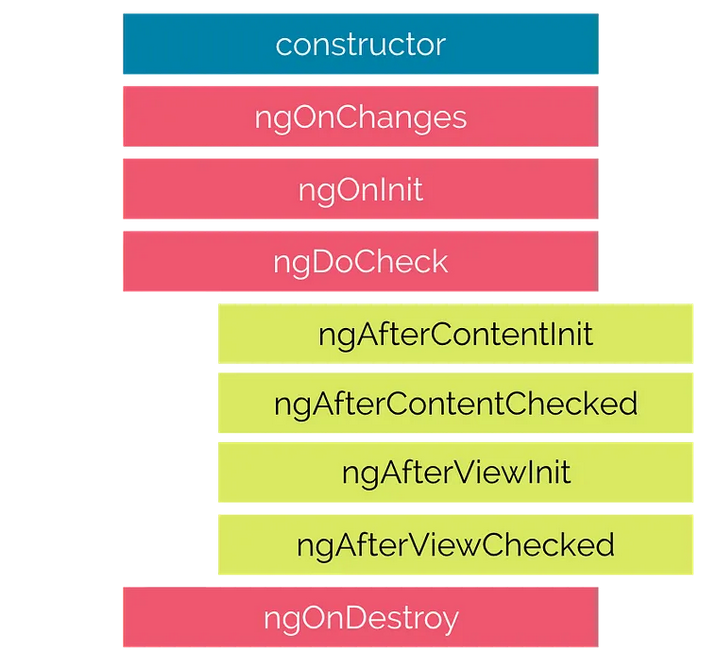 constructor
ngOnChanges
ngOnInit
ngDoCheck
ngAfterContentInit
ngAfterContentChecked
ngAfterViewInit
ngAfterViewChecked
ngOnDestroy